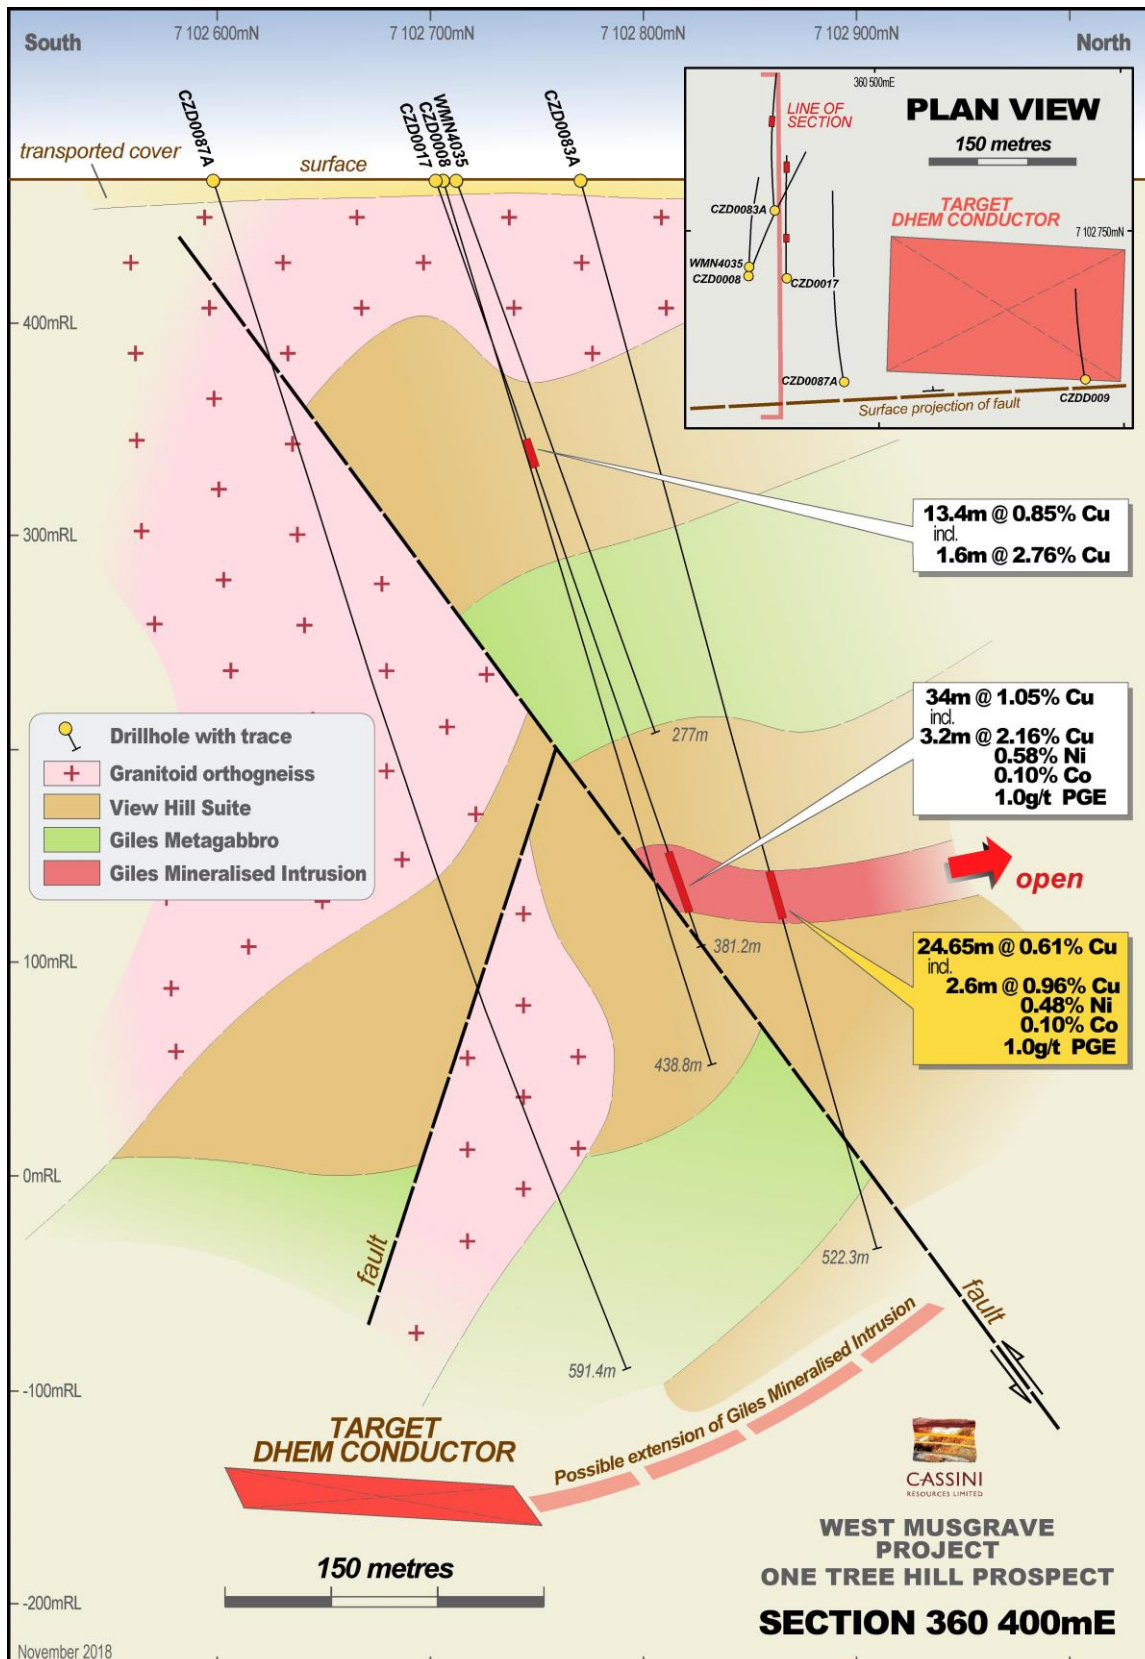 South
7 102 600mN
7 102 700mN
7 102 800mN
7 102 900mN
North
CZD0087A
CZD0017
CZD0008
WMN4035
CZD0083A
transported cover
surface
360 500mE
PLAN VIEW
150 metres
LINE OF
SECTION
TARGET
DHEM CONDUCTOR
7 102 750mN
CZD0083A
WMN4035
CZD0008
CZD0017
CZD0087A
CZDD009
Surface projection of fault
400mRL
300mRL
100mRL
0mRL
-100mRL
-200mRL
13.4m @ 0.85% Cu
incl.
1.6m @ 2.76% Cu
34m @ 1.05% Cu
incl.
3.2m @ 2.16% Cu
0.58% Ni
0.10% Co
1.0g/t PGE
open
24.65m @ 0.61% Cu
incl.
2.6m @ 0.96% Cu
0.48% Ni
0.10% Co
1.0g/t PGE
Drillhole with trace
Granitoid orthogneiss
View Hill Suite
Giles Metagabbro
Giles Mineralised Intrusion
277m
381.2m
438.8m
522.3m
591.4m
fault
fault
Possible extension of Giles Mineralised Intrusion
TARGET
DHEM CONDUCTOR
150 metres
CASSINI
RESOURCES LIMITED
WEST MUSGRAVE
PROJECT
ONE TREE HILL PROSPECT
SECTION 360 400mE
November 2018